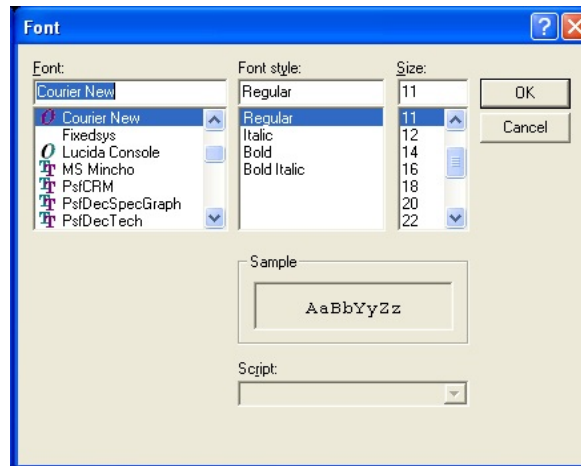 Font
Font:
Courier New
Courier New
Fixedsys
Lucida Console
MS Mincho
PsfCRM
PsfDecSpecGraph
PsfDecTech
Font style:
Regular
Regular
Italic
Bold
Bold Italic
Size:
11
11
12
14
16
18
20
22
OK
Cancel
Sample
AaBbYyZz
Script: